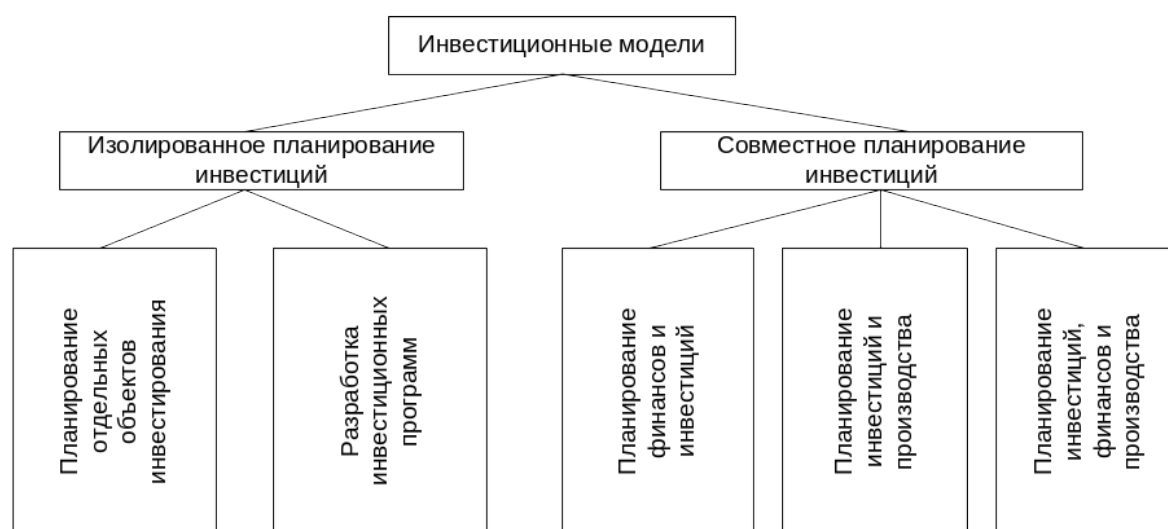 Инвестиционные модели
Изолированное планирование
инвестиций
Совместное планирование
инвестиций
Планирование
отдельных
объектов
инвестирования
Разработка
инвестиционных
программ
Планирование
финансов и
инвестиций
Планирование
инвестиций и
производства
Планирование
инвестиций,
финансов и
производства